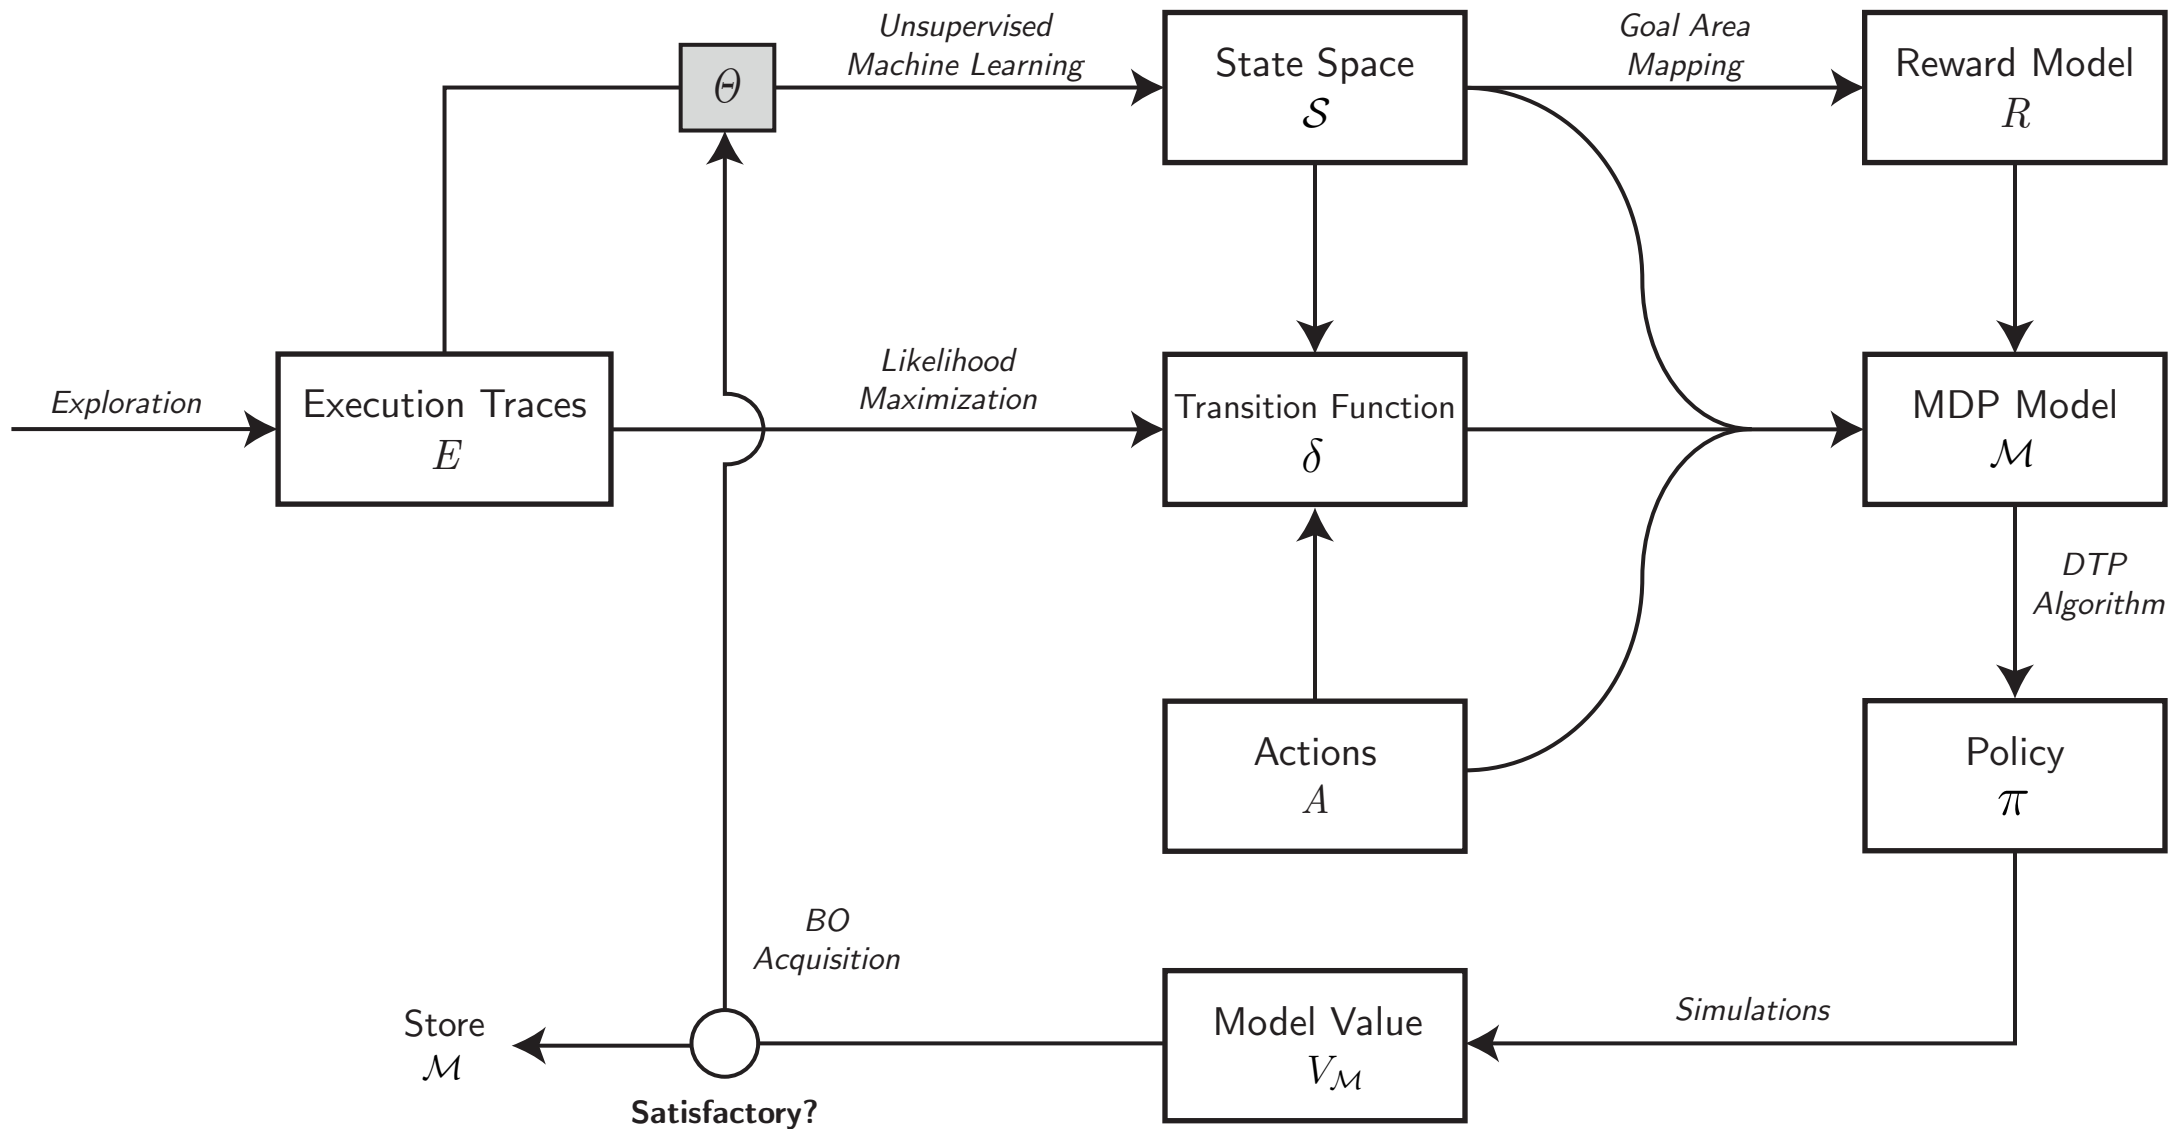 Unsupervised
Machine Learning
Θ
State Space
𝒮
Goal Area
Mapping
Reward Model
R
Exploration
Execution Traces
E
Likelihood
Maximization
Transition Function
δ
MDP Model
ℳ
DTP
Algorithm
Actions
A
Policy
π
BO
Acquisition
Store
ℳ
Satisfactory?
Model Value
V_ℳ
Simulations